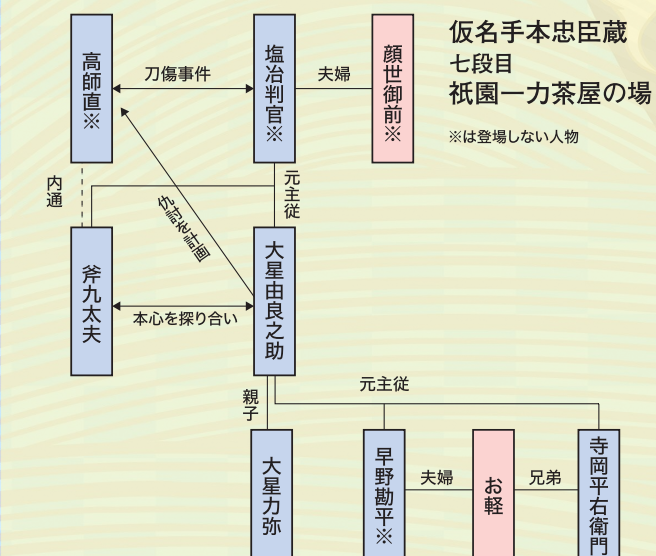 仮名手本忠臣蔵
七段目
祇園一力茶屋の場
※は登場しない人物
高師直※
刀傷事件
塩冶判官※
夫婦
顔世御前※
内通
元主従
仇討を計画
斧九太夫
本心を探り合い
大星由良之助
親子
元主従
大星力弥
早野勘平※
夫婦
お軽
兄弟
寺岡平右衛門